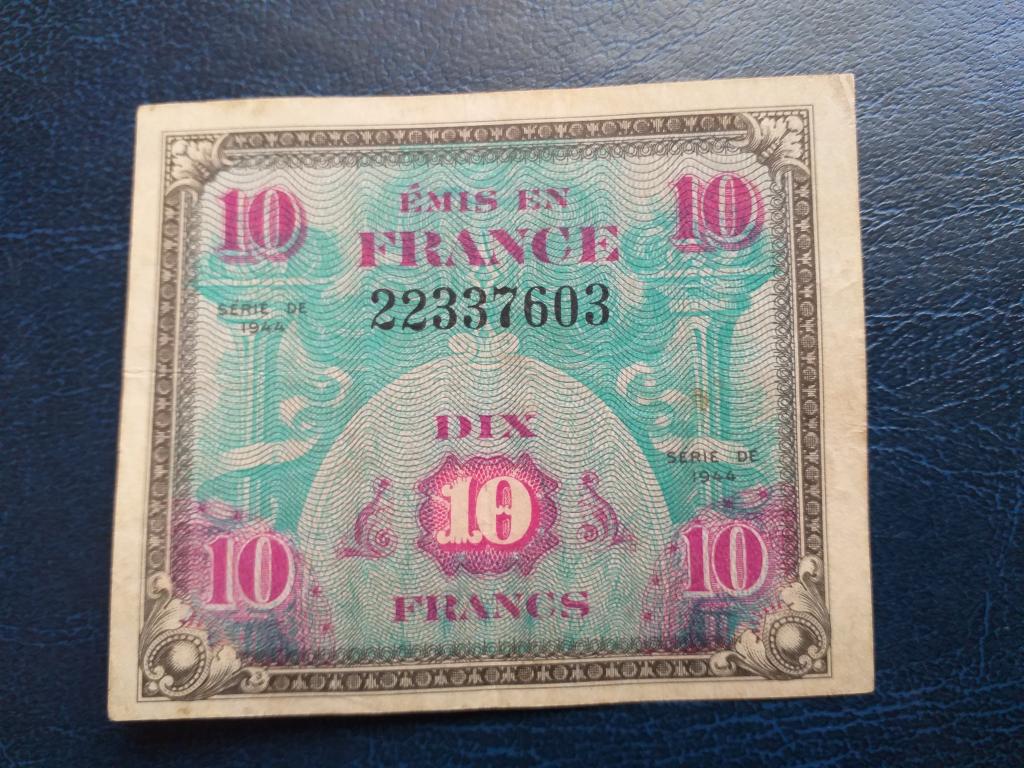 10 ÉMIS EN 10
FRANCE
22337603
SÉRIE DE
1944
DIX
SÉRIE DE
1944
10
10 10
FRANCS